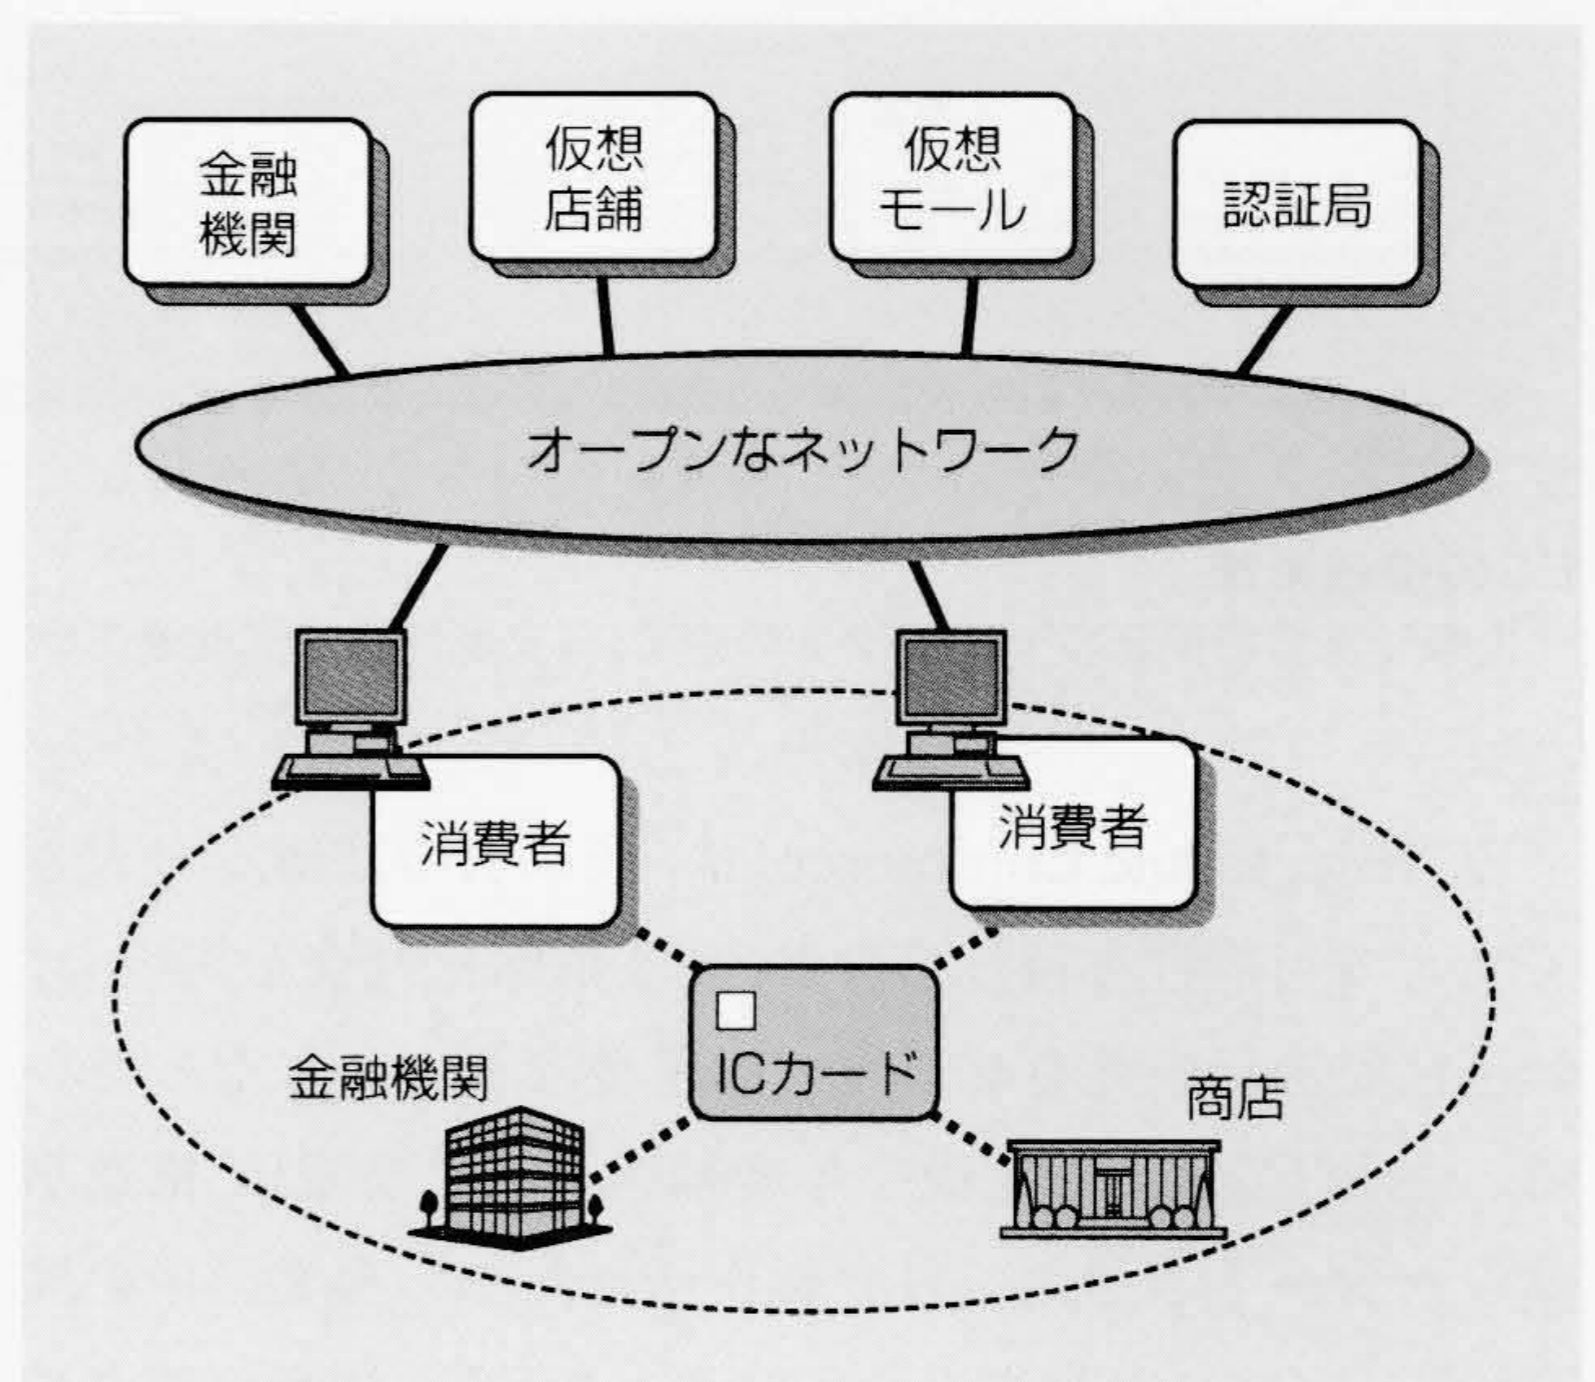 金融
機関
仮想
店舗
仮想
モール
認証局
オープンなネットワーク
消費者
消費者
ICカード
金融機関
商店